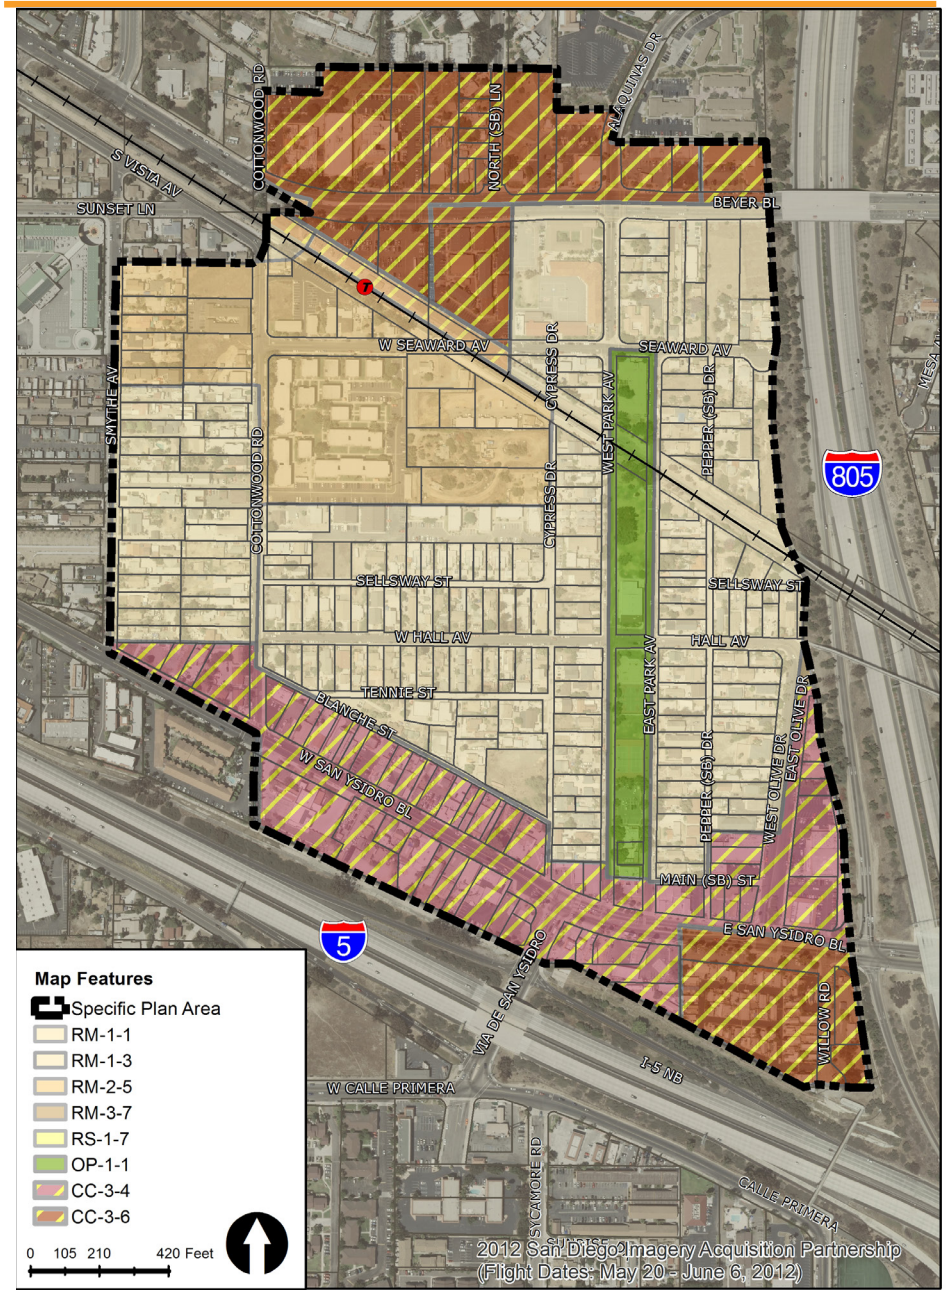 COTTONWOOD RD
NORTH (SB) LN
ALAQUINAS DR
S VISTA AV
SUNSET LN
BEYER BL
T
W SEAWARD AV
SEAWARD AV
SMYTHE AV
CYPRESS DR
WEST PARK AV
PEPPER (SB) DR
COTTONWOOD RD
CYPRESS DR
805
SELLSWAY ST
SELLSWAY ST
W HALL AV
HALL AV
TENNIE ST
BLANCHE ST
EAST PARK AV
EAST OLIVE DR
WEST OLIVE DR
PEPPER (SB) DR
W SAN YSIDRO BL
MAIN (SB) ST
E SAN YSIDRO BL
5
VIA DE SAN YSIDRO
WILLOW RD
I-5 NB
W CALLE PRIMERA
SYCAMORE RD
CALLE PRIMERA
Map Features
Specific Plan Area
RM-1-1
RM-1-3
RM-2-5
RM-3-7
RS-1-7
OP-1-1
CC-3-4
CC-3-6
0 105 210 420 Feet
2012 San Diego Imagery Acquisition Partnership
(Flight Dates: May 20 - June 6, 2012)